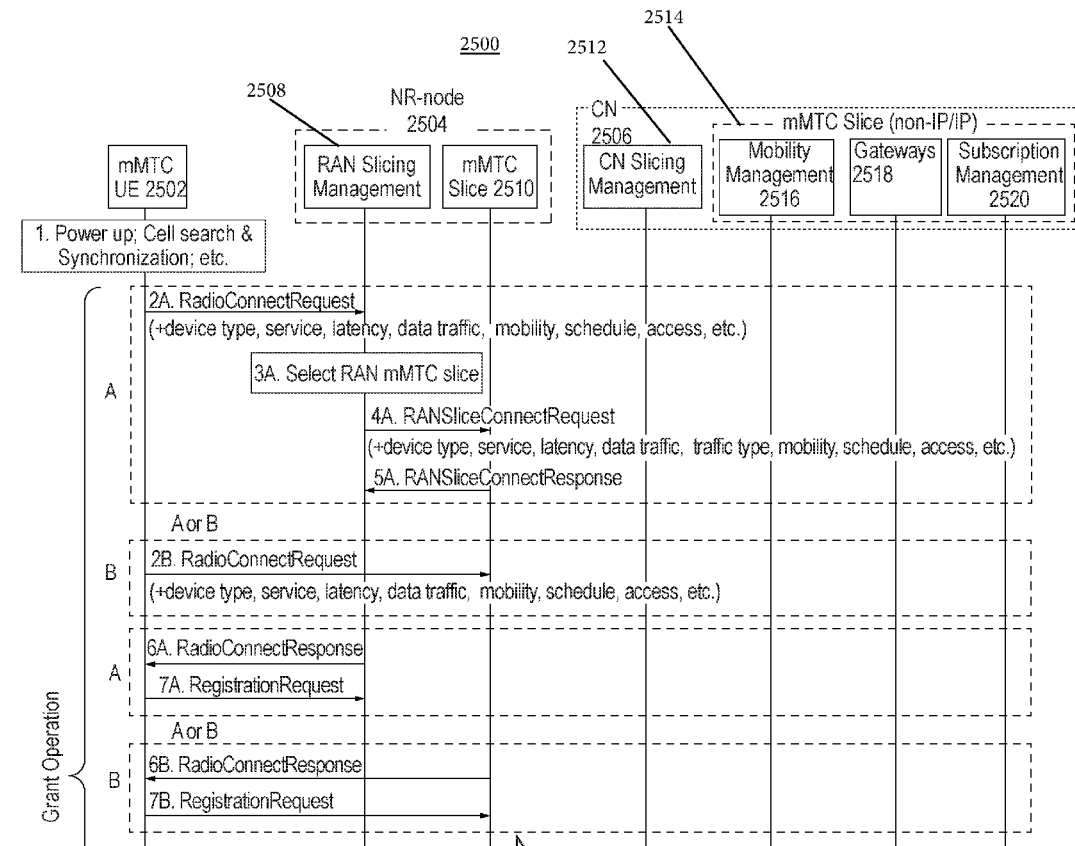 2500
2508
2512
2514
NR-node
2504
CN
2506
mMTC Slice (non-IP/IP)
mMTC
UE 2502
RAN Slicing
Management
mMTC
Slice 2510
CN Slicing
Management
Mobility
Management
2516
Gateways
2518
Subscription
Management
2520
1. Power up; Cell search &
Synchronization; etc.
2A. RadioConnectRequest
(+device type, service, latency, data traffic, mobility, schedule, access, etc.)
3A. Select RAN mMTC slice
A
4A. RANSliceConnectRequest
(+device type, service, latency, data traffic, traffic type, mobility, schedule, access, etc.)
5A. RANSliceConnectResponse
A or B
2B. RadioConnectRequest
B
(+device type, service, latency, data traffic, mobility, schedule, access, etc.)
6A. RadioConnectResponse
A
7A. RegistrationRequest
A or B
6B. RadioConnectResponse
B
7B. RegistrationRequest
Grant Operation